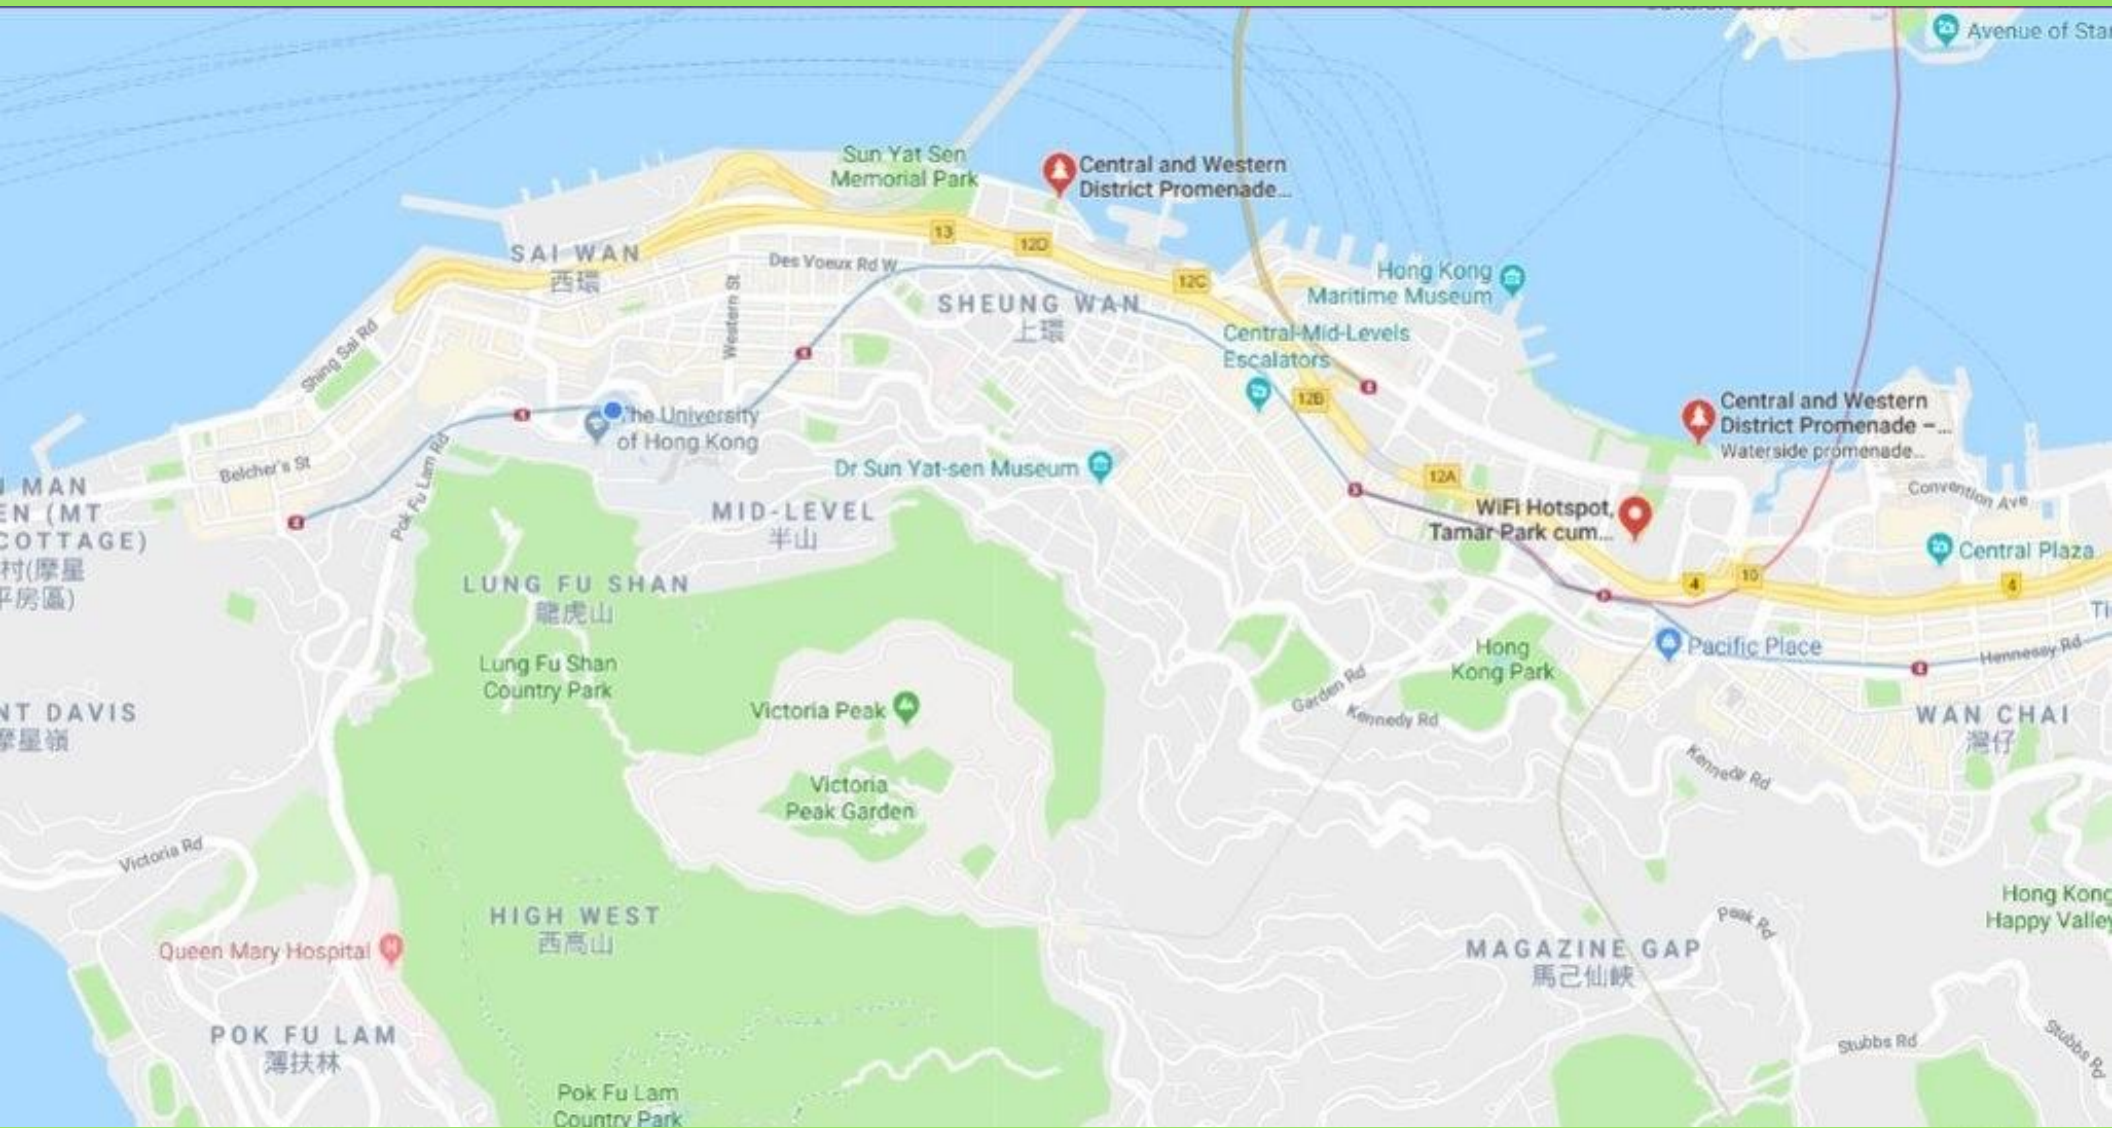 Avenue of Star
Sun Yat Sen
Memorial Park
Central and Western
District Promenade...
13
12D
SAI WAN
西環
Des Voeux Rd W
12C
Hong Kong
Maritime Museum
Western St
SHEUNG WAN
上環
Shing Sai Rd
Central-Mid-Levels
Escalators
12B
The University
of Hong Kong
Central and Western
District Promenade –...
Waterside promenade...
Belcher's St
Pok Fu Lam Rd
Dr Sun Yat-sen Museum
12A
Convention Ave
MAN
EN (MT
COTTAGE)
村(摩星
平房區)
MID-LEVEL
半山
WiFi Hotspot,
Tamar Park cum...
Central Plaza
4
10
4
LUNG FU SHAN
龍虎山
Lung Fu Shan
Country Park
Hong
Kong Park
Pacific Place
Hennessy Rd
Ti
Garden Rd
Kennedy Rd
NT DAVIS
摩星嶺
Victoria Peak
WAN CHAI
灣仔
Kennedy Rd
Victoria
Peak Garden
Victoria Rd
HIGH WEST
西高山
Hong Kong
Happy Valley
Peak Rd
Queen Mary Hospital
H
MAGAZINE GAP
馬己仙峽
POK FU LAM
薄扶林
Stubbs Rd
Stubbs Rd
Pok Fu Lam
Country Park